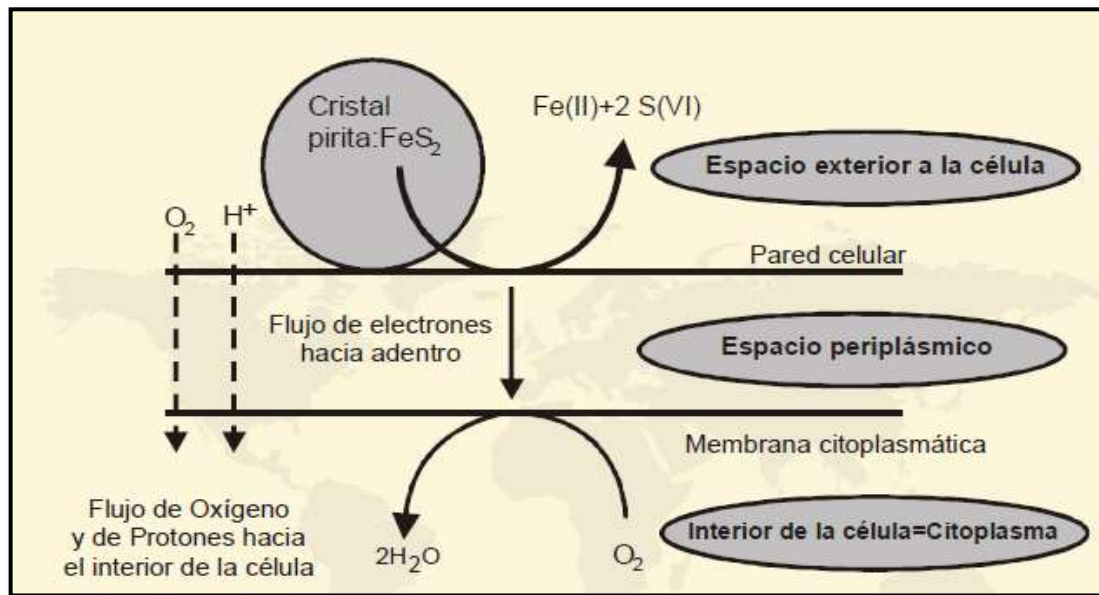 Cristal
pirita:FeS₂
Fe(II)+2 S(VI)
Espacio exterior a la célula
O₂
H⁺
Pared celular
Flujo de electrones
hacia adentro
Espacio periplásmico
Membrana citoplasmática
Flujo de Oxígeno
y de Protones hacia
el interior de la célula
2H₂O
O₂
Interior de la célula=Citoplasma